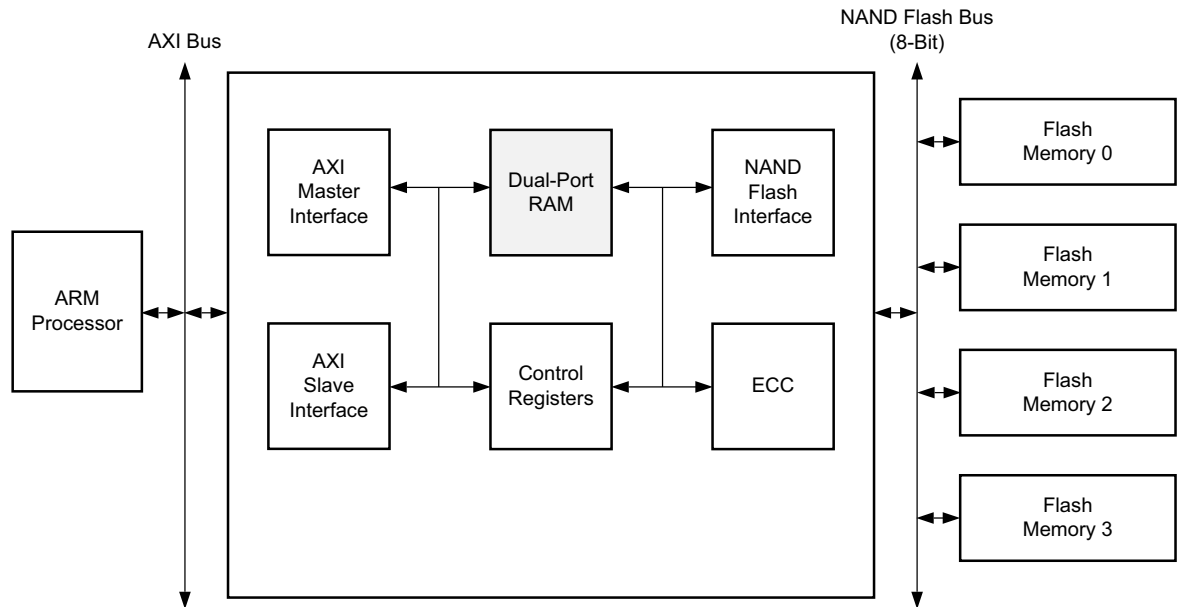 AXI Bus
NAND Flash Bus
(8-Bit)
ARM
Processor
AXI
Master
Interface
Dual-Port
RAM
NAND
Flash
Interface
AXI
Slave
Interface
Control
Registers
ECC
Flash
Memory 0
Flash
Memory 1
Flash
Memory 2
Flash
Memory 3